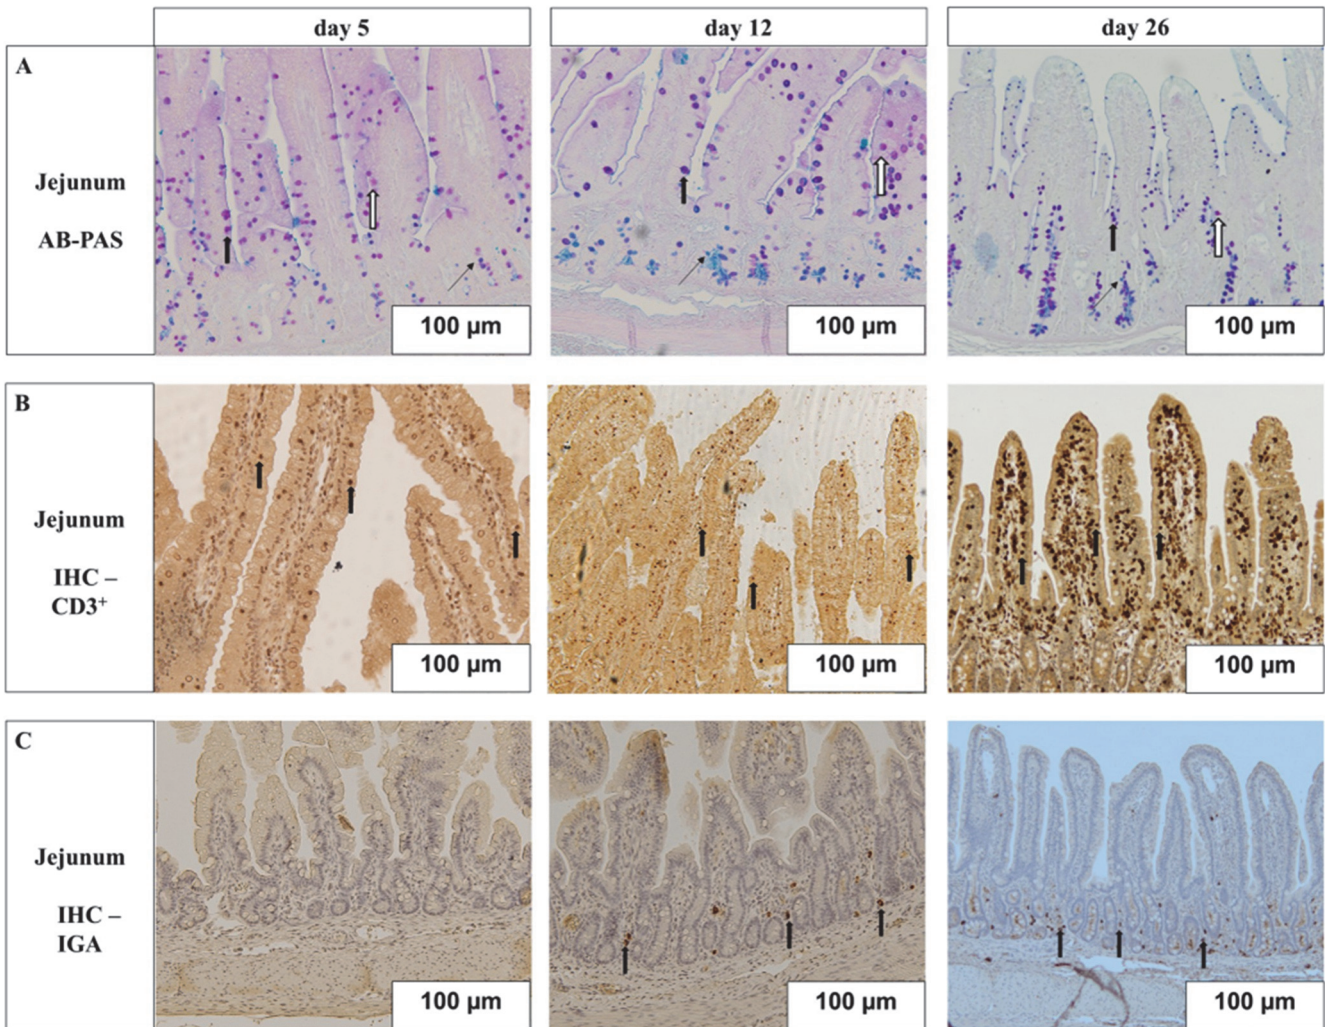 day 5
day 12
day 26
A
Jejunum
AB-PAS
100 µm
100 µm
100 µm
B
Jejunum
IHC –
CD3⁺
100 µm
100 µm
100 µm
C
Jejunum
IHC –
IGA
100 µm
100 µm
100 µm